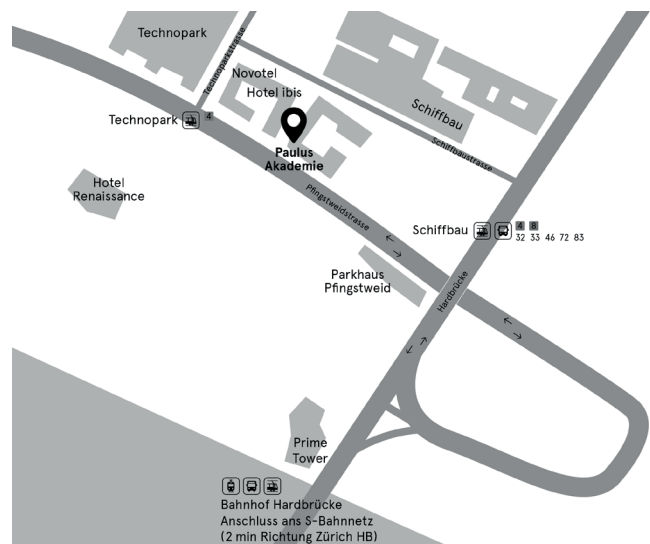 Technopark
Technoparkstrasse
Novotel
Hotel ibis
Schiffbau
Technopark
4
Paulus
Akademie
Schiffbaustrasse
Hotel
Renaissance
Pfingstweidstrasse
Schiffbau
4 8
32 33 46 72 83
Parkhaus
Pfingstweid
Hardbrücke
Prime
Tower
Bahnhof Hardbrücke
Anschluss ans S-Bahnnetz
(2 min Richtung Zürich HB)